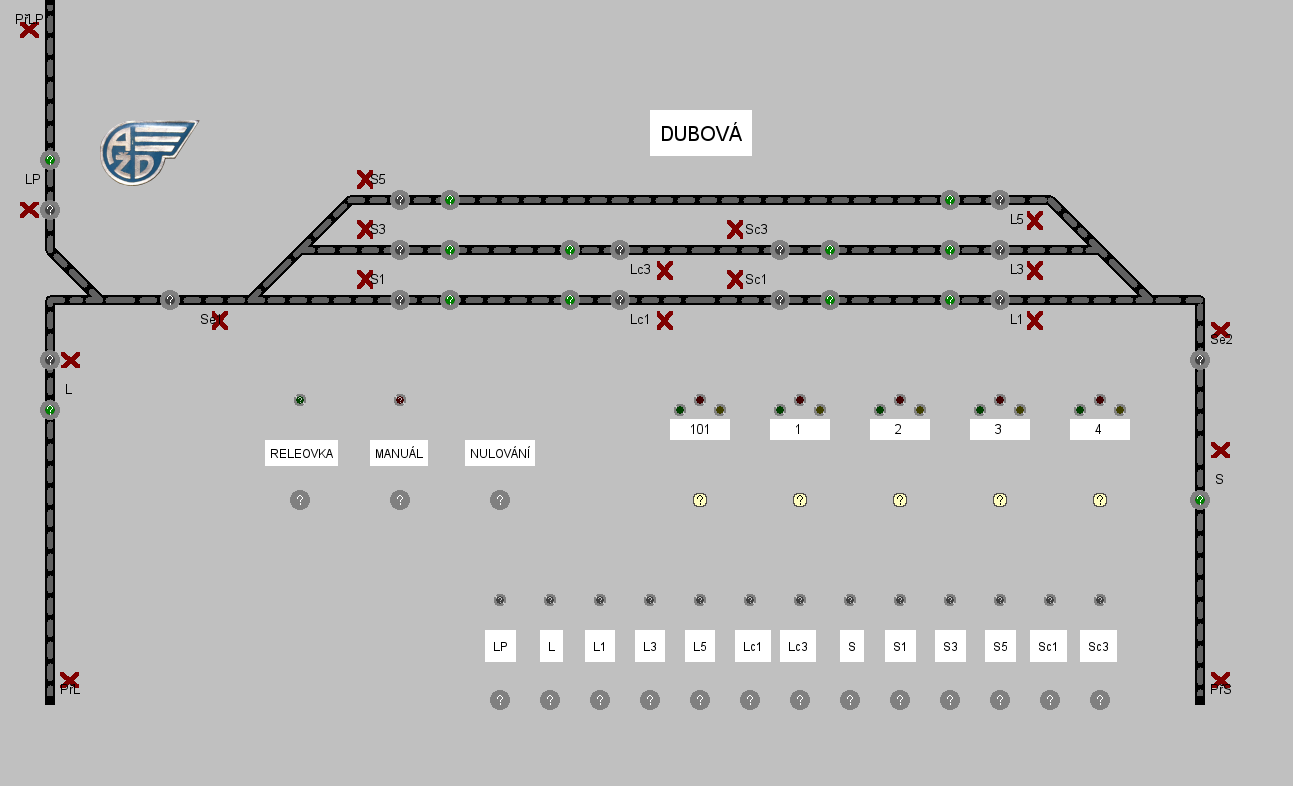 PřLP
AŽD
DUBOVÁ
LP
S5
L5
S3
Sc3
Lc3
L3
S1
Sc1
Lc1
L1
Se2
L
101
1
2
3
4
RELEOVKA
MANUÁL
NULOVÁNÍ
S
LP
L
L1
L3
L5
Lc1
Lc3
S
S1
S3
S5
Sc1
Sc3
PřL
PřS